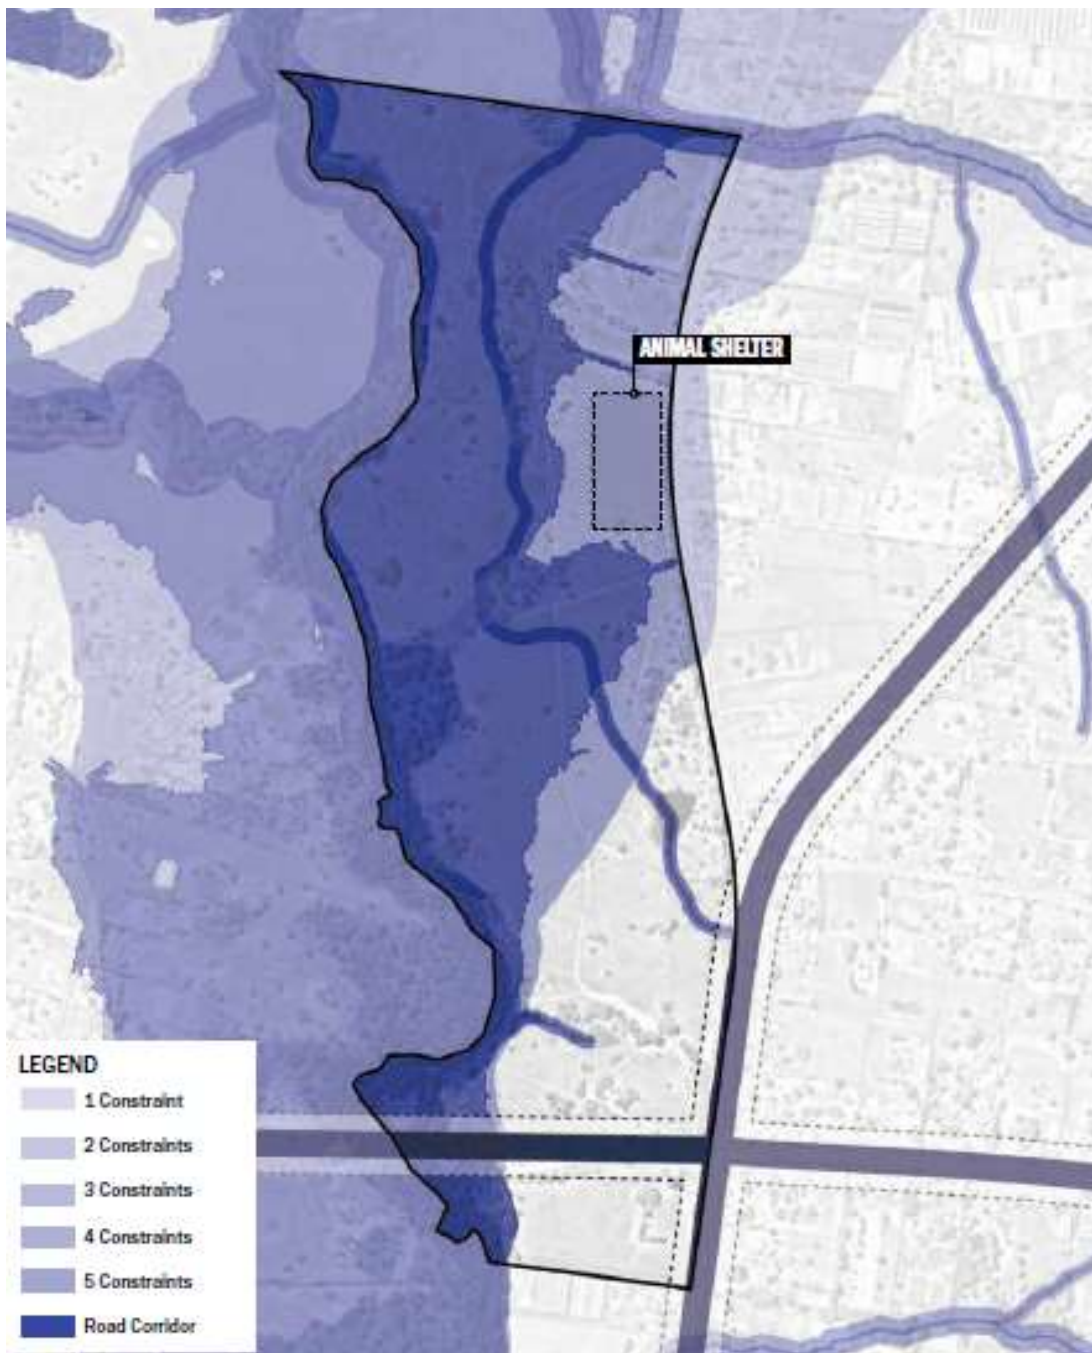 ANIMAL SHELTER
LEGEND
1 Constraint
2 Constraints
3 Constraints
4 Constraints
5 Constraints
Road Corridor